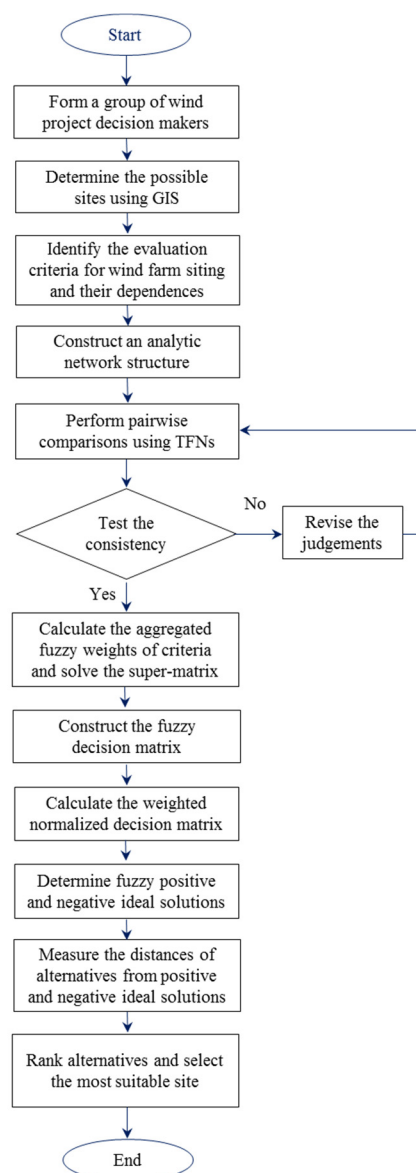 Start
Form a group of wind
project decision makers
Determine the possible
sites using GIS
Identify the evaluation
criteria for wind farm siting
and their dependences
Construct an analytic
network structure
Perform pairwise
comparisons using TFNs
Test the
consistency
No
Revise the
judgements
Yes
Calculate the aggregated
fuzzy weights of criteria
and solve the super-matrix
Construct the fuzzy
decision matrix
Calculate the weighted
normalized decision matrix
Determine fuzzy positive
and negative ideal solutions
Measure the distances of
alternatives from positive
and negative ideal solutions
Rank alternatives and select
the most suitable site
End